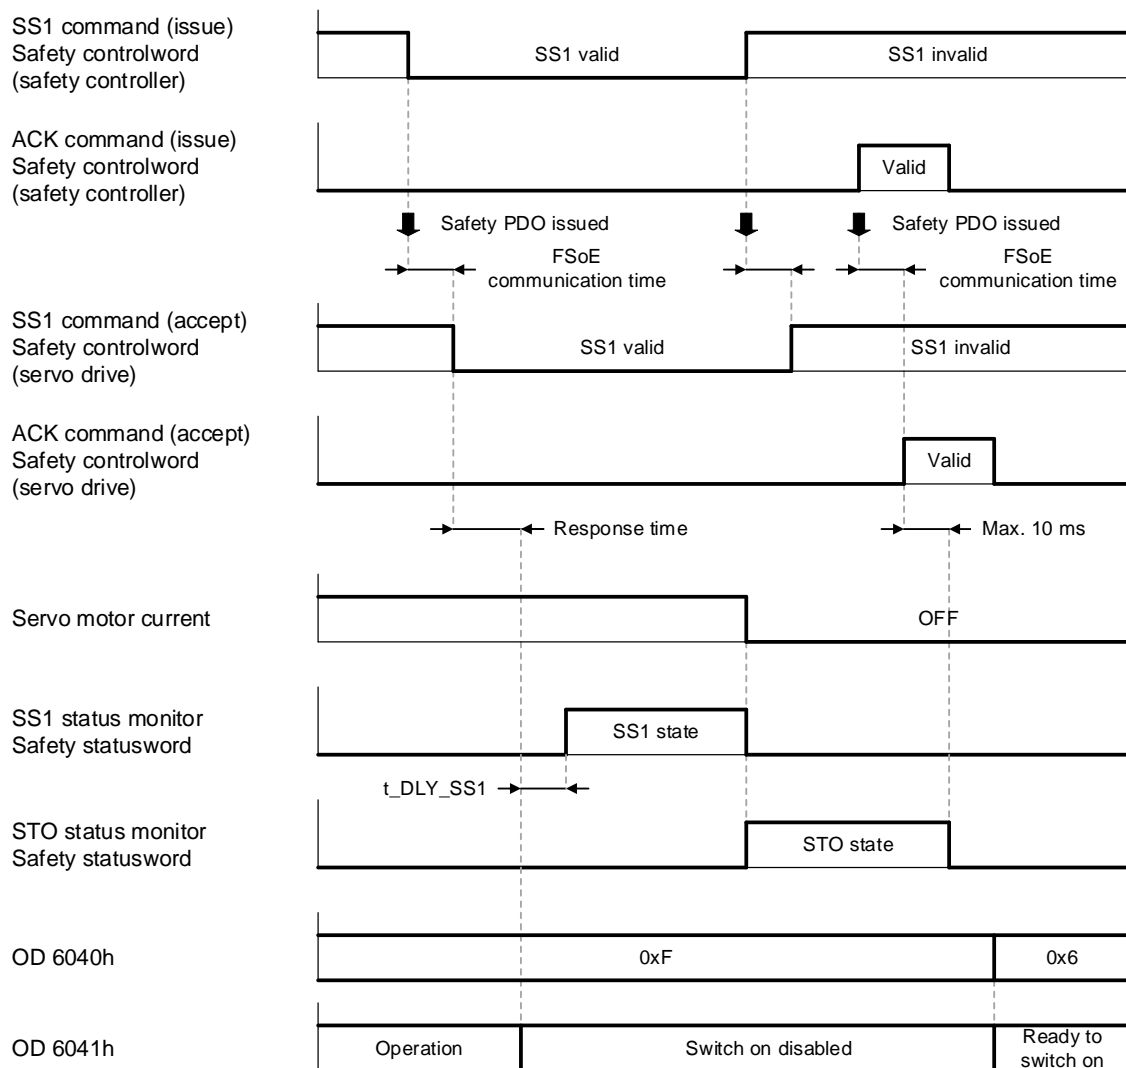 SS1 command (issue)
Safety controlword
(safety controller)
SS1 valid
SS1 invalid
ACK command (issue)
Safety controlword
(safety controller)
Valid
Safety PDO issued
Safety PDO issued
FSoE
communication time
FSoE
communication time
SS1 command (accept)
Safety controlword
(servo drive)
SS1 valid
SS1 invalid
ACK command (accept)
Safety controlword
(servo drive)
Valid
Response time
Max. 10 ms
Servo motor current
OFF
SS1 status monitor
Safety statusword
SS1 state
t_DLY_SS1
STO status monitor
Safety statusword
STO state
OD 6040h
0xF
0x6
OD 6041h
Operation
Switch on disabled
Ready to
switch on